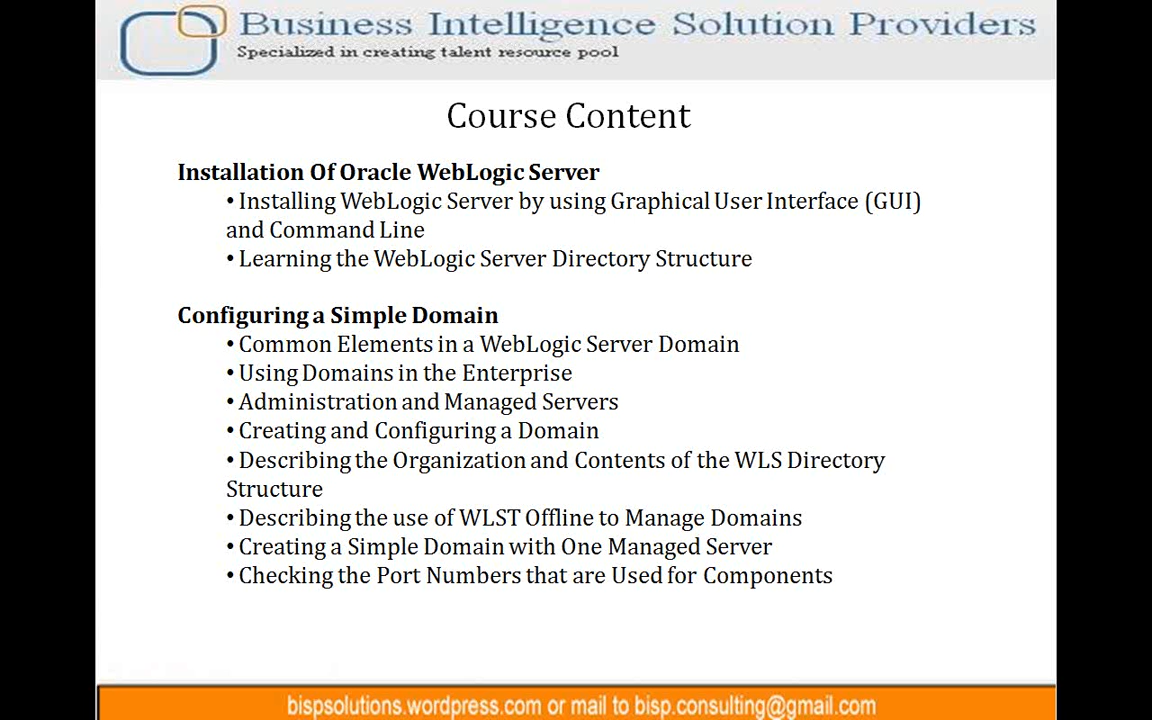 Business Intelligence Solution Providers
Specialized in creating talent resource pool
Course Content
Installation Of Oracle WebLogic Server
• Installing WebLogic Server by using Graphical User Interface (GUI)
and Command Line
• Learning the WebLogic Server Directory Structure
Configuring a Simple Domain
• Common Elements in a WebLogic Server Domain
• Using Domains in the Enterprise
• Administration and Managed Servers
• Creating and Configuring a Domain
• Describing the Organization and Contents of the WLS Directory
Structure
• Describing the use of WLST Offline to Manage Domains
• Creating a Simple Domain with One Managed Server
• Checking the Port Numbers that are Used for Components
bispsolutions.wordpress.com or mail to bisp.consulting@gmail.com